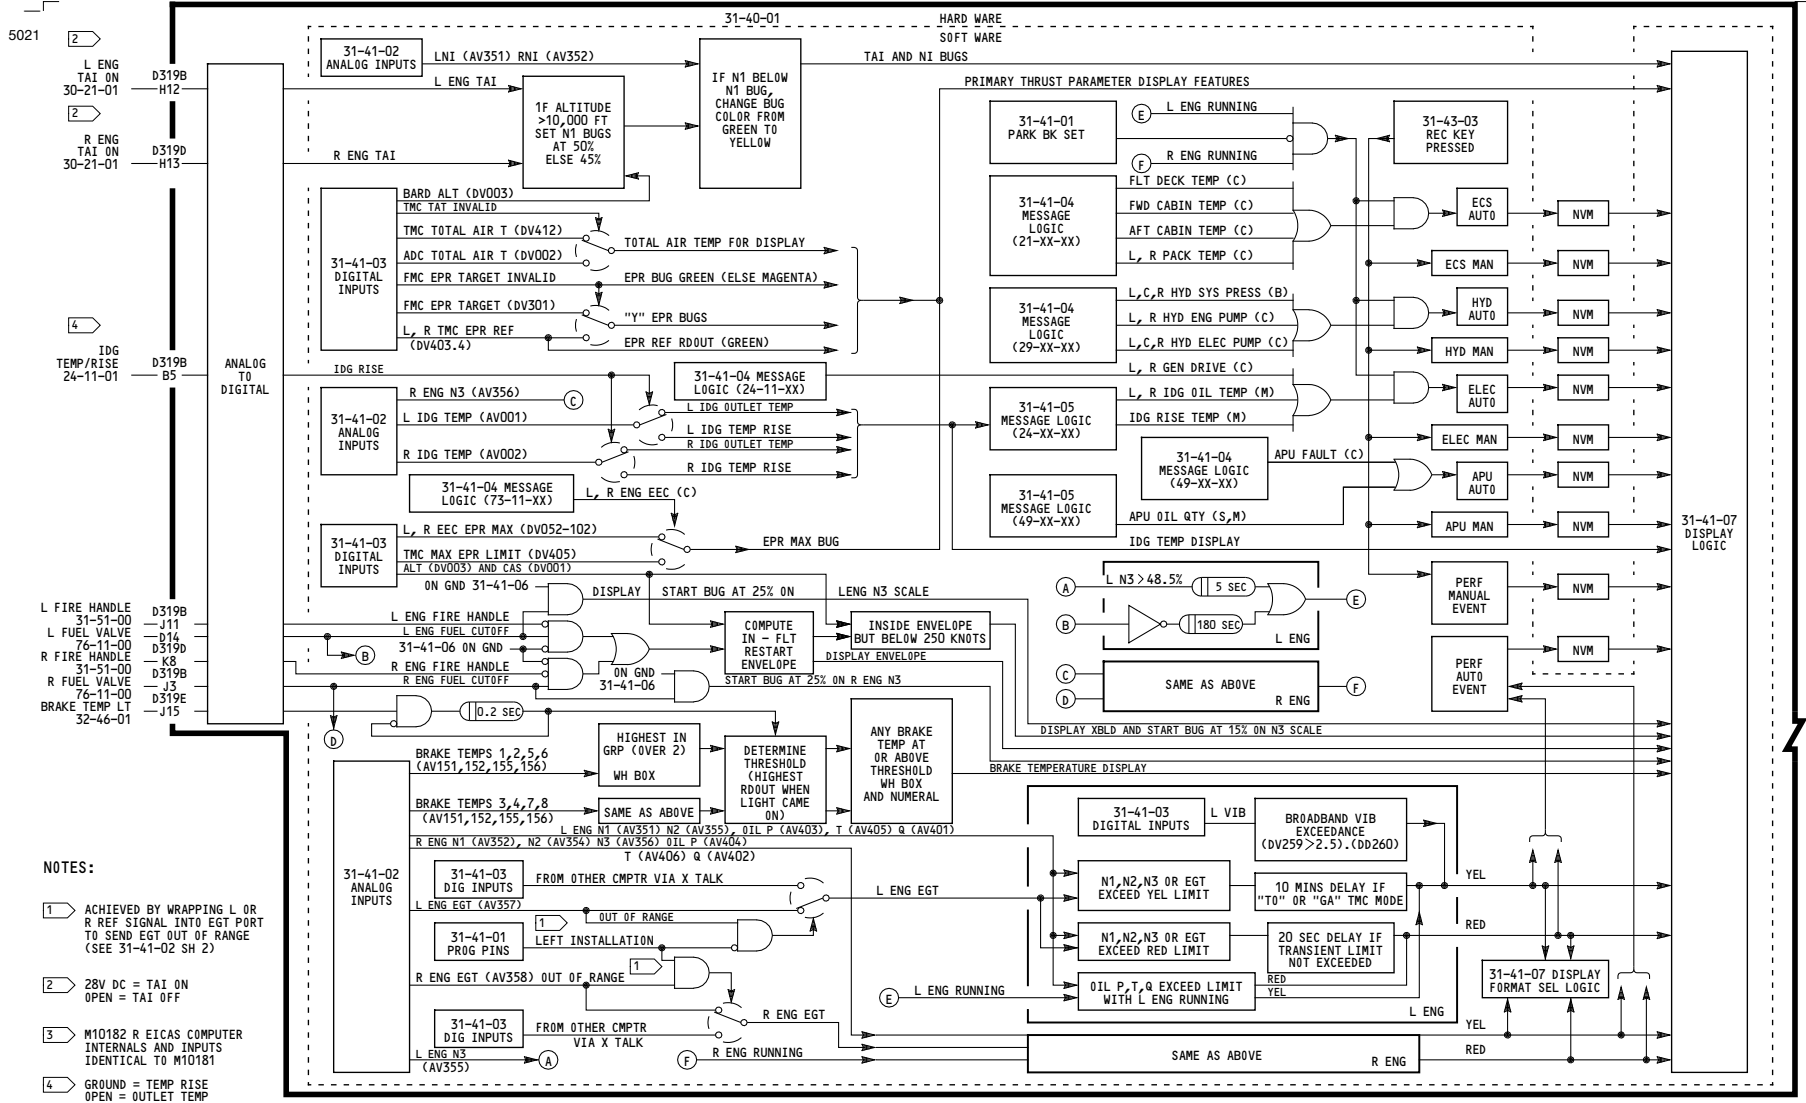 5021
31-40-01
HARD WARE
SOFT WARE
2
L ENG
TAI ON
30-21-01
D319B
H12
2
R ENG
TAI ON
30-21-01
D319D
H13
4
IDG
TEMP/RISE
24-11-01
D319B
B5
L FIRE HANDLE
31-51-00
D319B
J11
L FUEL VALVE
76-11-00
D14
D319D
R FIRE HANDLE
31-51-00
K8
D319B
R FUEL VALVE
76-11-00
J3
D319E
BRAKE TEMP LT
32-46-01
J15
ANALOG
TO
DIGITAL
31-41-02
ANALOG INPUTS
LNI (AV351) RNI (AV352)
L ENG TAI
R ENG TAI
1F ALTITUDE
>10,000 FT
SET N1 BUGS
AT 50%
ELSE 45%
IF N1 BELOW
N1 BUG,
CHANGE BUG
COLOR FROM
GREEN TO
YELLOW
TAI AND NI BUGS
PRIMARY THRUST PARAMETER DISPLAY FEATURES
31-41-03
DIGITAL
INPUTS
BARD ALT (DV003)
TMC TAT INVALID
TMC TOTAL AIR T (DV412)
ADC TOTAL AIR T (DV002)
FMC EPR TARGET INVALID
FMC EPR TARGET (DV301)
L, R TMC EPR REF
(DV403.4)
TOTAL AIR TEMP FOR DISPLAY
EPR BUG GREEN (ELSE MAGENTA)
"Y" EPR BUGS
EPR REF RDOUT (GREEN)
IDG RISE
31-41-02
ANALOG
INPUTS
R ENG N3 (AV356)
C
L IDG TEMP (AV001)
R IDG TEMP (AV002)
31-41-04 MESSAGE
LOGIC (24-11-XX)
L IDG OUTLET TEMP
L IDG TEMP RISE
R IDG OUTLET TEMP
R IDG TEMP RISE
31-41-04 MESSAGE
LOGIC (73-11-XX)
L, R ENG EEC (C)
31-41-03
DIGITAL
INPUTS
L, R EEC EPR MAX (DV052-102)
TMC MAX EPR LIMIT (DV405)
ALT (DV003) AND CAS (DV001)
EPR MAX BUG
ON GND 31-41-06
DISPLAY START BUG AT 25% ON LENG N3 SCALE
L ENG FIRE HANDLE
L ENG FUEL CUTOFF
31-41-06 ON GND
B
R ENG FIRE HANDLE
R ENG FUEL CUTOFF
ON GND
31-41-06
COMPUTE
IN - FLT
RESTART
ENVELOPE
INSIDE ENVELOPE
BUT BELOW 250 KNOTS
DISPLAY ENVELOPE
START BUG AT 25% ON R ENG N3
0.2 SEC
D
31-41-01
PARK BK SET
E
L ENG RUNNING
F
R ENG RUNNING
31-43-03
REC KEY
PRESSED
31-41-04
MESSAGE
LOGIC
(21-XX-XX)
FLT DECK TEMP (C)
FWD CABIN TEMP (C)
AFT CABIN TEMP (C)
L, R PACK TEMP (C)
31-41-04
MESSAGE
LOGIC
(29-XX-XX)
L,C,R HYD SYS PRESS (B)
L, R HYD ENG PUMP (C)
L,C,R HYD ELEC PUMP (C)
L, R GEN DRIVE (C)
31-41-05
MESSAGE LOGIC
(24-XX-XX)
L, R IDG OIL TEMP (M)
IDG RISE TEMP (M)
31-41-04
MESSAGE LOGIC
(49-XX-XX)
APU FAULT (C)
31-41-05
MESSAGE LOGIC
(49-XX-XX)
APU OIL QTY (S,M)
IDG TEMP DISPLAY
ECS
AUTO
NVM
ECS MAN
NVM
HYD
AUTO
NVM
HYD MAN
NVM
ELEC
AUTO
NVM
ELEC MAN
NVM
APU
AUTO
NVM
APU MAN
NVM
PERF
MANUAL
EVENT
NVM
PERF
AUTO
EVENT
NVM
31-41-07
DISPLAY
LOGIC
A
L N3>48.5%
5 SEC
B
180 SEC
E
L ENG
C
D
SAME AS ABOVE
R ENG
F
DISPLAY XBLD AND START BUG AT 15% ON N3 SCALE
BRAKE TEMPERATURE DISPLAY
31-41-02
ANALOG
INPUTS
BRAKE TEMPS 1,2,5,6
(AV151,152,155,156)
HIGHEST IN
GRP (OVER 2)
WH BOX
BRAKE TEMPS 3,4,7,8
(AV151,152,155,156)
SAME AS ABOVE
DETERMINE
THRESHOLD
(HIGHEST
RDOUT WHEN
LIGHT CAME
ON)
ANY BRAKE
TEMP AT
OR ABOVE
THRESHOLD
WH BOX
AND NUMERAL
L ENG N1 (AV351) N2 (AV355), OIL P (AV403), T (AV405) Q (AV401)
R ENG N1 (AV352), N2 (AV354) N3 (AV356) OIL P (AV404)
T (AV406) Q (AV402)
31-41-03
DIG INPUTS
FROM OTHER CMPTR VIA X TALK
L ENG EGT (AV357)
L ENG EGT
1
OUT OF RANGE
31-41-01
PROG PINS
LEFT INSTALLATION
1
R ENG EGT (AV358) OUT OF RANGE
31-41-03
DIG INPUTS
FROM OTHER CMPTR
VIA X TALK
R ENG EGT
L ENG N3
(AV355)
A
F
R ENG RUNNING
E
L ENG RUNNING
31-41-03
DIGITAL INPUTS
L VIB
BROADBAND VIB
EXCEEDANCE
(DV259>2.5).(DD260)
N1,N2,N3 OR EGT
EXCEED YEL LIMIT
10 MINS DELAY IF
"TO" OR "GA" TMC MODE
YEL
N1,N2,N3 OR EGT
EXCEED RED LIMIT
20 SEC DELAY IF
TRANSIENT LIMIT
NOT EXCEEDED
RED
OIL P,T,Q EXCEED LIMIT
WITH L ENG RUNNING
RED
YEL
L ENG
31-41-07 DISPLAY
FORMAT SEL LOGIC
SAME AS ABOVE
R ENG
YEL
RED
NOTES:
1 ACHIEVED BY WRAPPING L OR
R REF SIGNAL INTO EGT PORT
TO SEND EGT OUT OF RANGE
(SEE 31-41-02 SH 2)
2 28V DC = TAI ON
OPEN = TAI OFF
3 M10182 R EICAS COMPUTER
INTERNALS AND INPUTS
IDENTICAL TO M10181
4 GROUND = TEMP RISE
OPEN = OUTLET TEMP